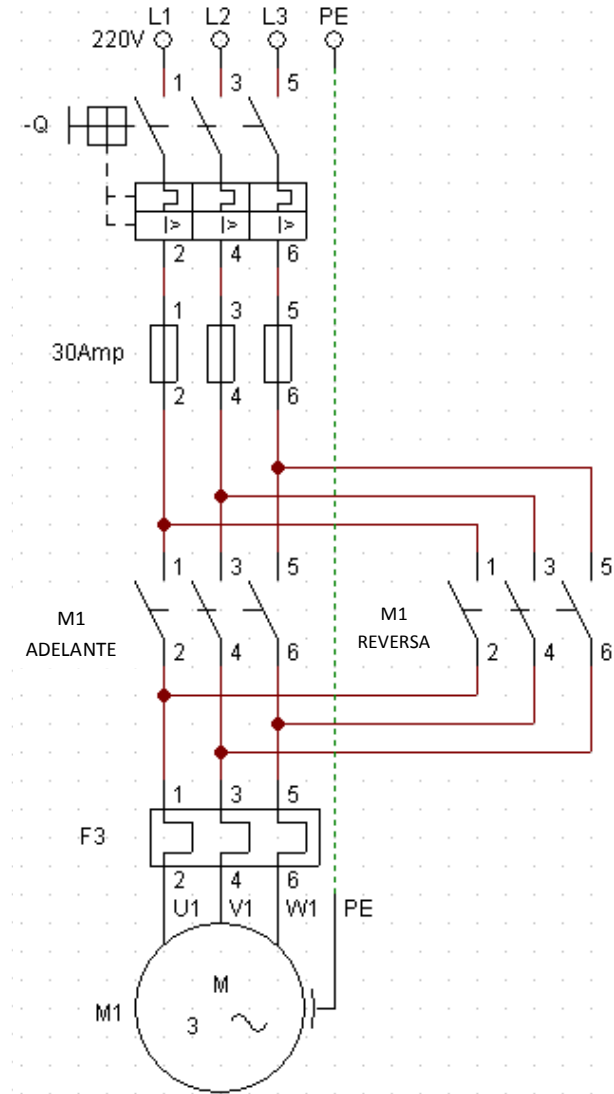 L1 L2 L3 PE
220V
1 3 5
-Q
2 4 6
1 3 5
30Amp
2 4 6
1 3 5 1 3 5
M1 ADELANTE
M1 REVERSA
2 4 6 2 4 6
1 3 5
F3
2 4 6
U1 V1 W1 PE
M
M1 3